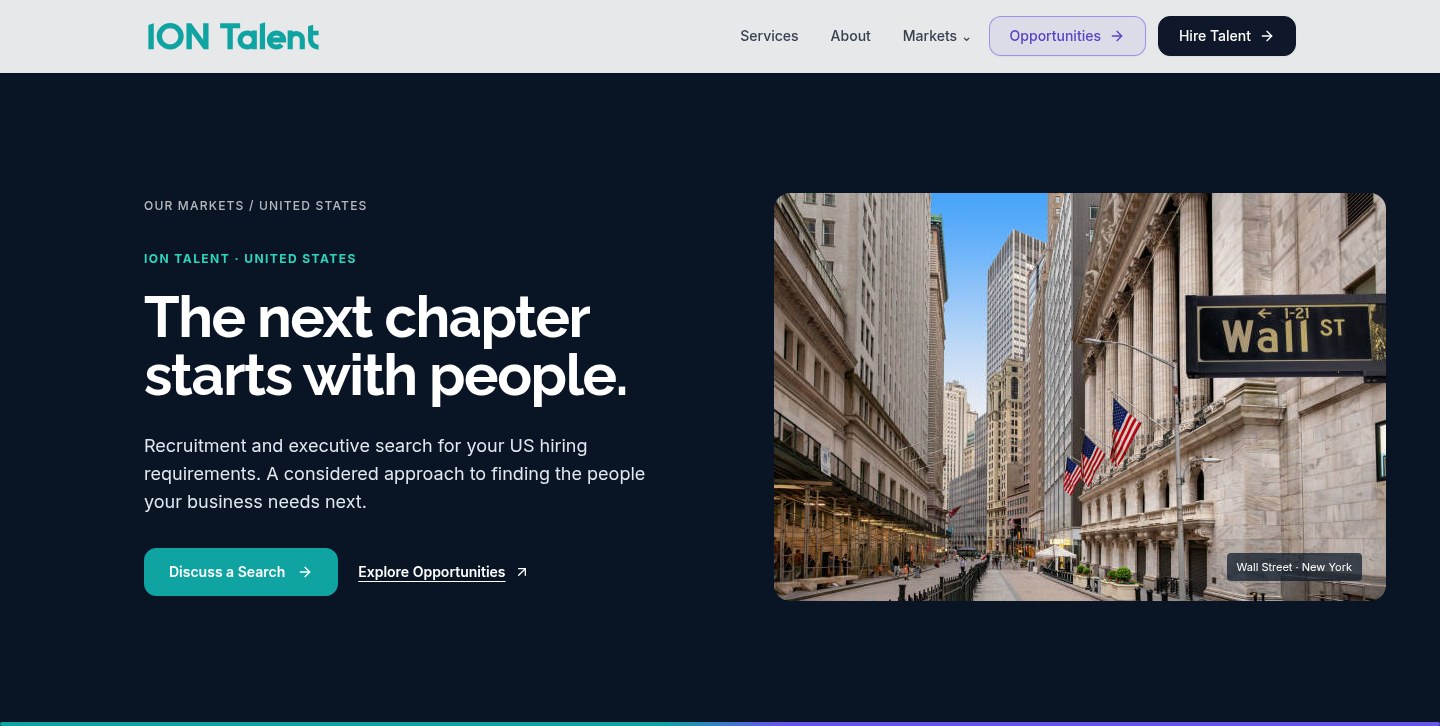 ION Talent
Services
About
Markets
Opportunities →
Hire Talent →
OUR MARKETS / UNITED STATES
ION TALENT · UNITED STATES
The next chapter
starts with people.
Recruitment and executive search for your US hiring
requirements. A considered approach to finding the people
your business needs next.
Discuss a Search →
Explore Opportunities ↗
← 1-21
Wall ST
Wall Street · New York